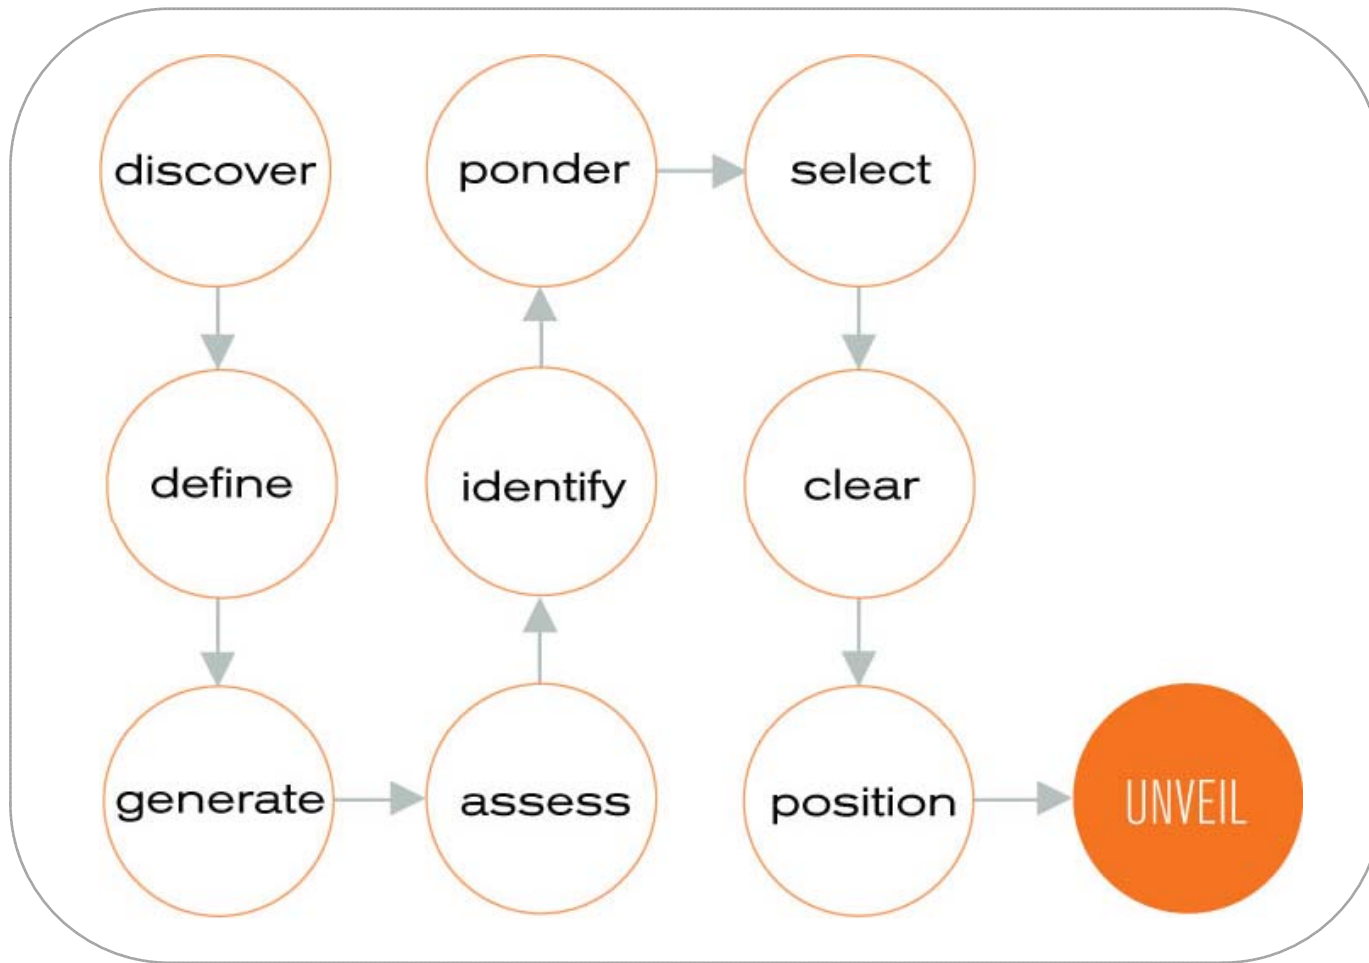 discover
define
generate
assess
identify
ponder
select
clear
position
UNVEIL